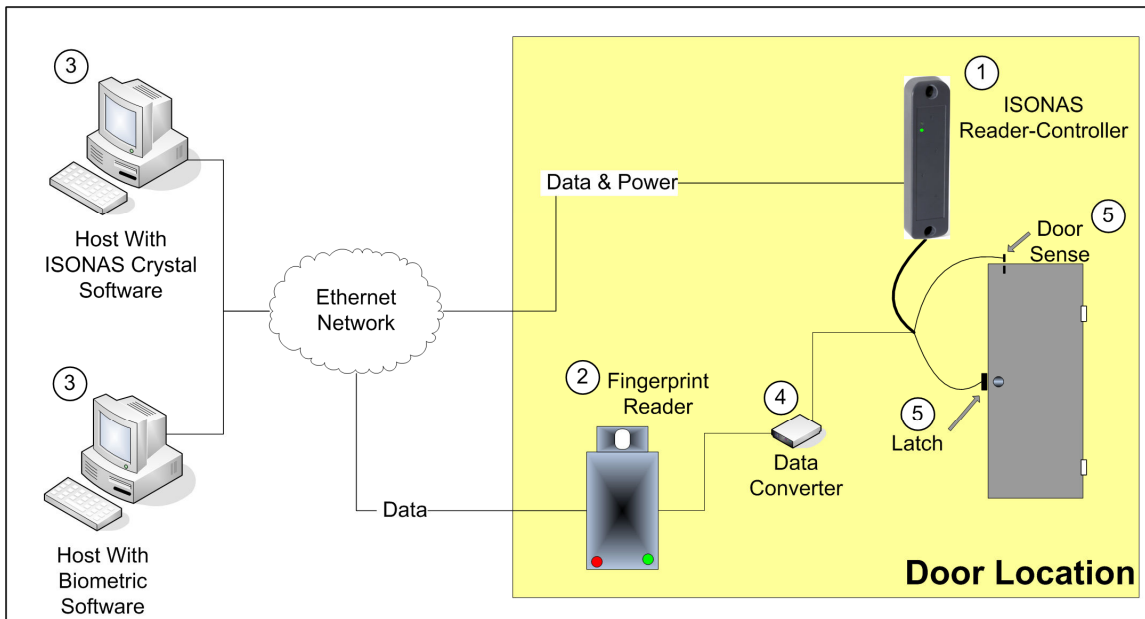 3
Host With
ISONAS Crystal
Software
3
Host With
Biometric
Software
Ethernet
Network
Data & Power
Data
1
ISONAS
Reader-Controller
5
Door
Sense
2
Fingerprint
Reader
4
Data
Converter
5
Latch
Door Location